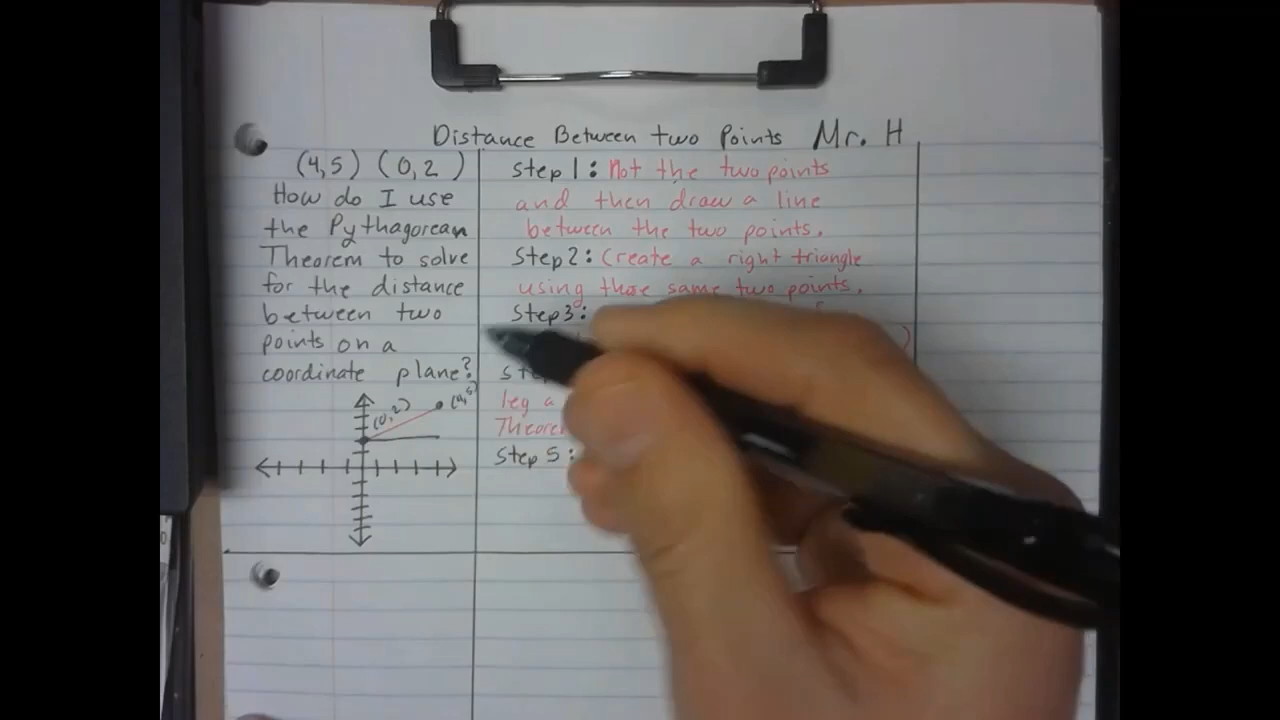 Distance Between two Points Mr. H
(4,5) (0,2)
How do I use
the Pythagorean
Theorem to solve
for the distance
between two
points on a
coordinate plane?
(0,2)
(4,5)
Step 1: Plot the two points
and then draw a line
between the two points.
Step 2: Create a right triangle
using those same two points.
Step 3:
leg a
Step 5: